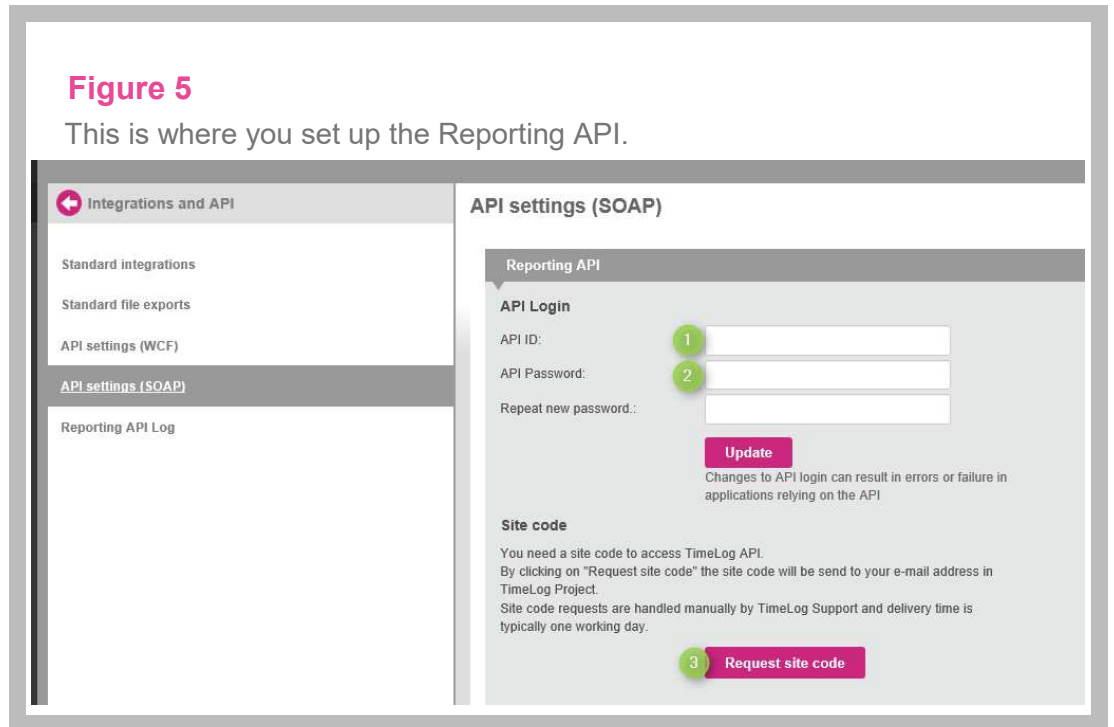 Figure 5
This is where you set up the Reporting API.
Integrations and API
Standard integrations
Standard file exports
API settings (WCF)
API settings (SOAP)
Reporting API Log
API settings (SOAP)
Reporting API
API Login
API ID:
1
API Password:
2
Repeat new password.:
Update
Changes to API login can result in errors or failure in
applications relying on the API
Site code
You need a site code to access TimeLog API.
By clicking on "Request site code" the site code will be send to your e-mail address in
TimeLog Project.
Site code requests are handled manually by TimeLog Support and delivery time is
typically one working day.
3
Request site code